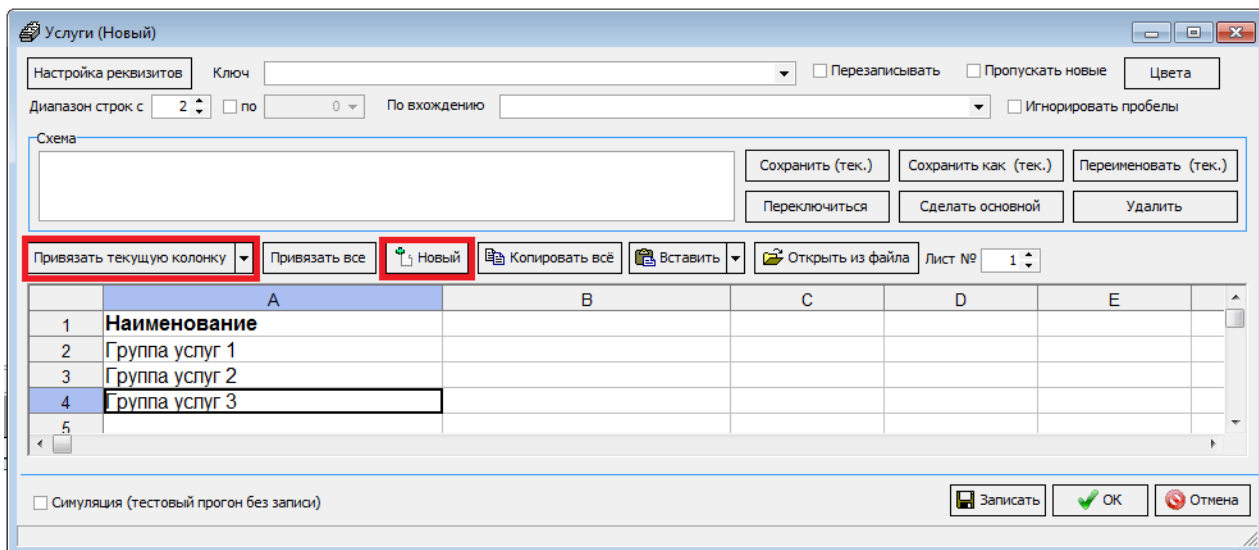 Услуги (Новый)
Настройка реквизитов Ключ Перезаписывать Пропускать новые Цвета
Диапазон строк с 2 по 0 По вхождению Игнорировать пробелы
Схема
Сохранить (тек.) Сохранить как (тек.) Переименовать (тек.)
Переключиться Сделать основной Удалить
Привязать текущую колонку Привязать все Новый Копировать всё Вставить Открыть из файла Лист № 1
A B C D E
1 Наименование
2 Группа услуг 1
3 Группа услуг 2
4 Группа услуг 3
5
Симуляция (тестовый прогон без записи) Записать OK Отмена